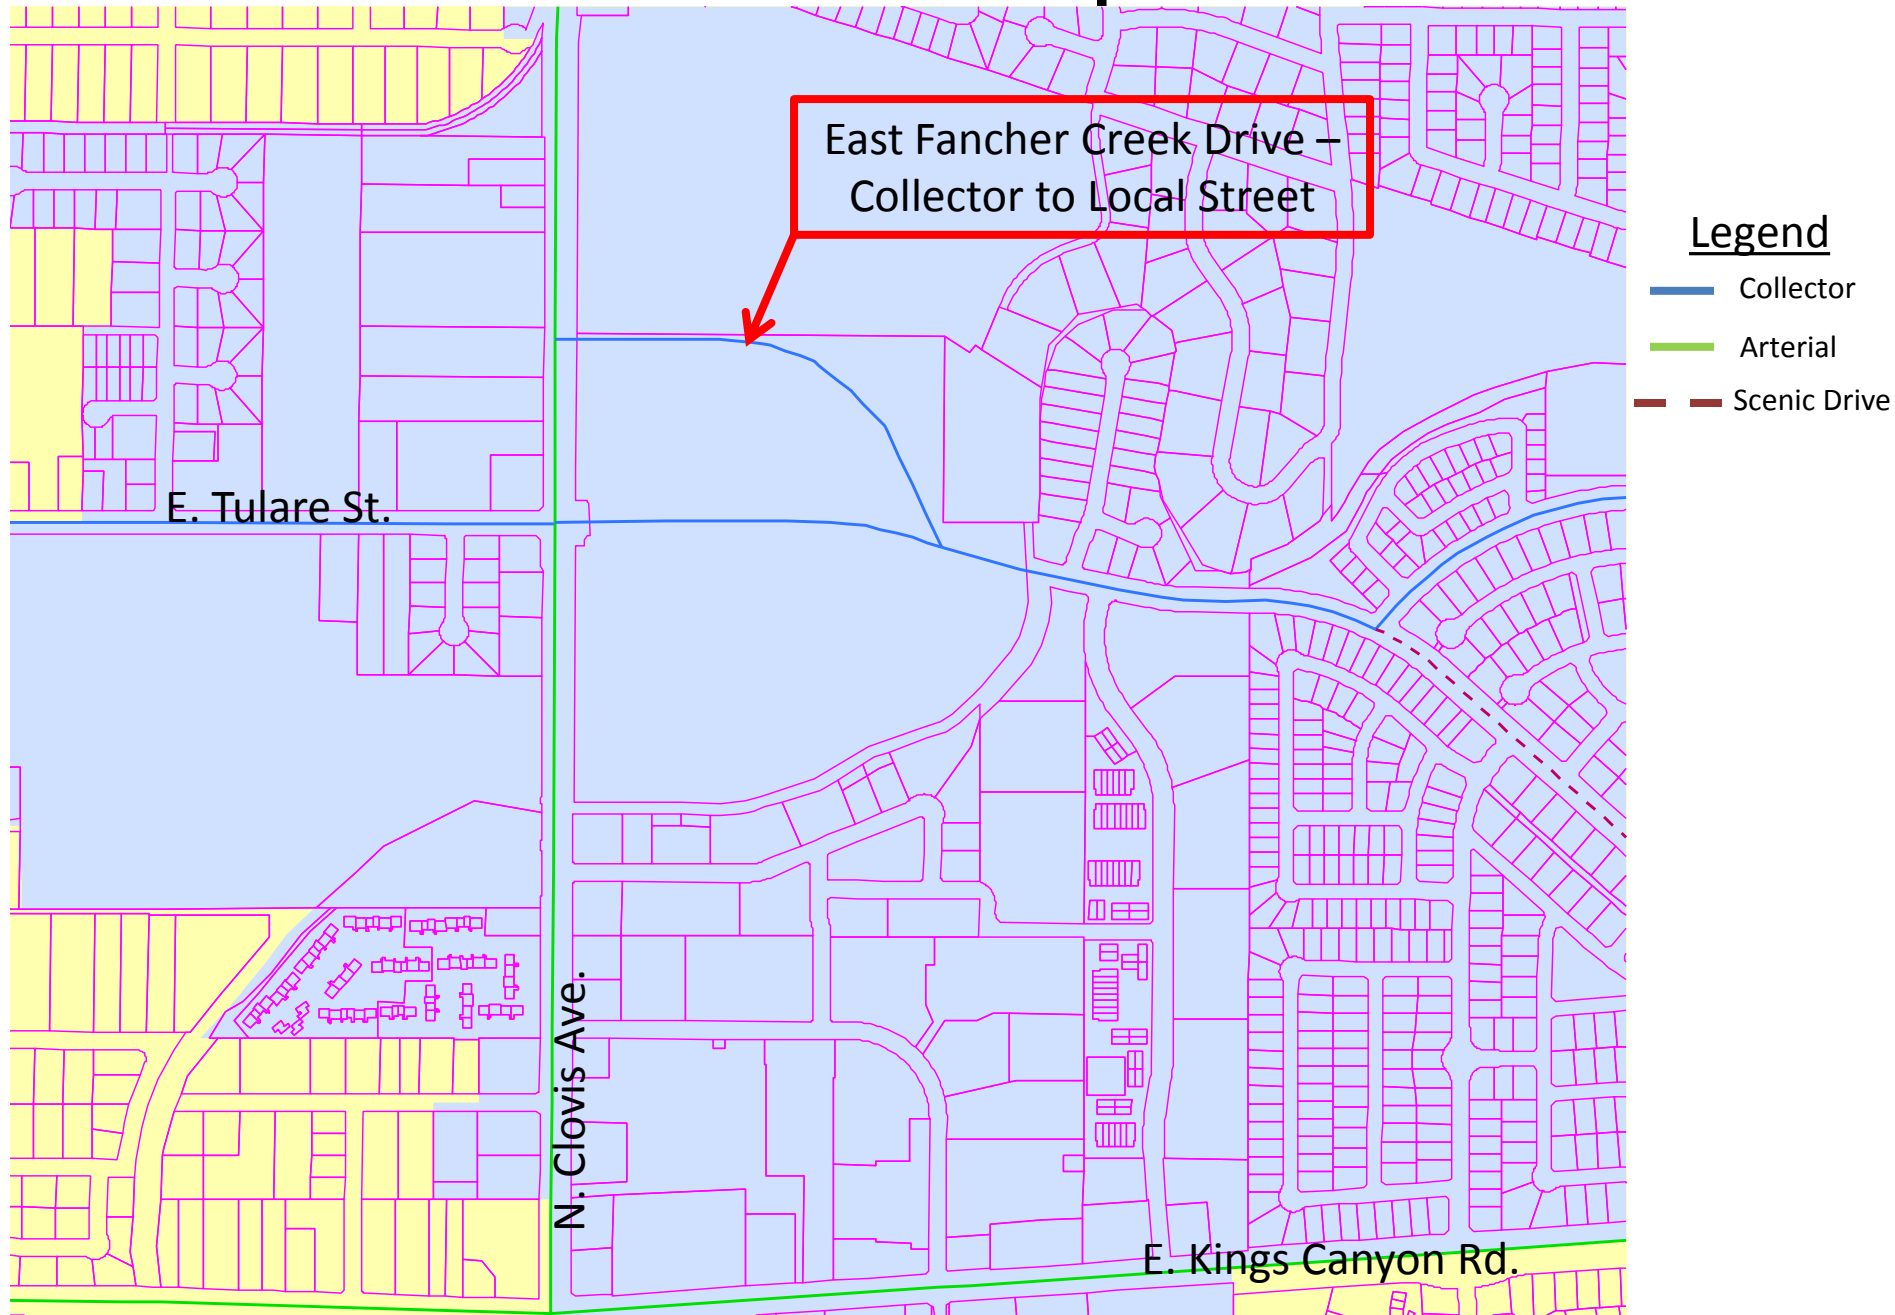 East Fancher Creek Drive –
Collector to Local Street
Legend
Collector
Arterial
Scenic Drive
E. Tulare St.
N. Clovis Ave.
E. Kings Canyon Rd.